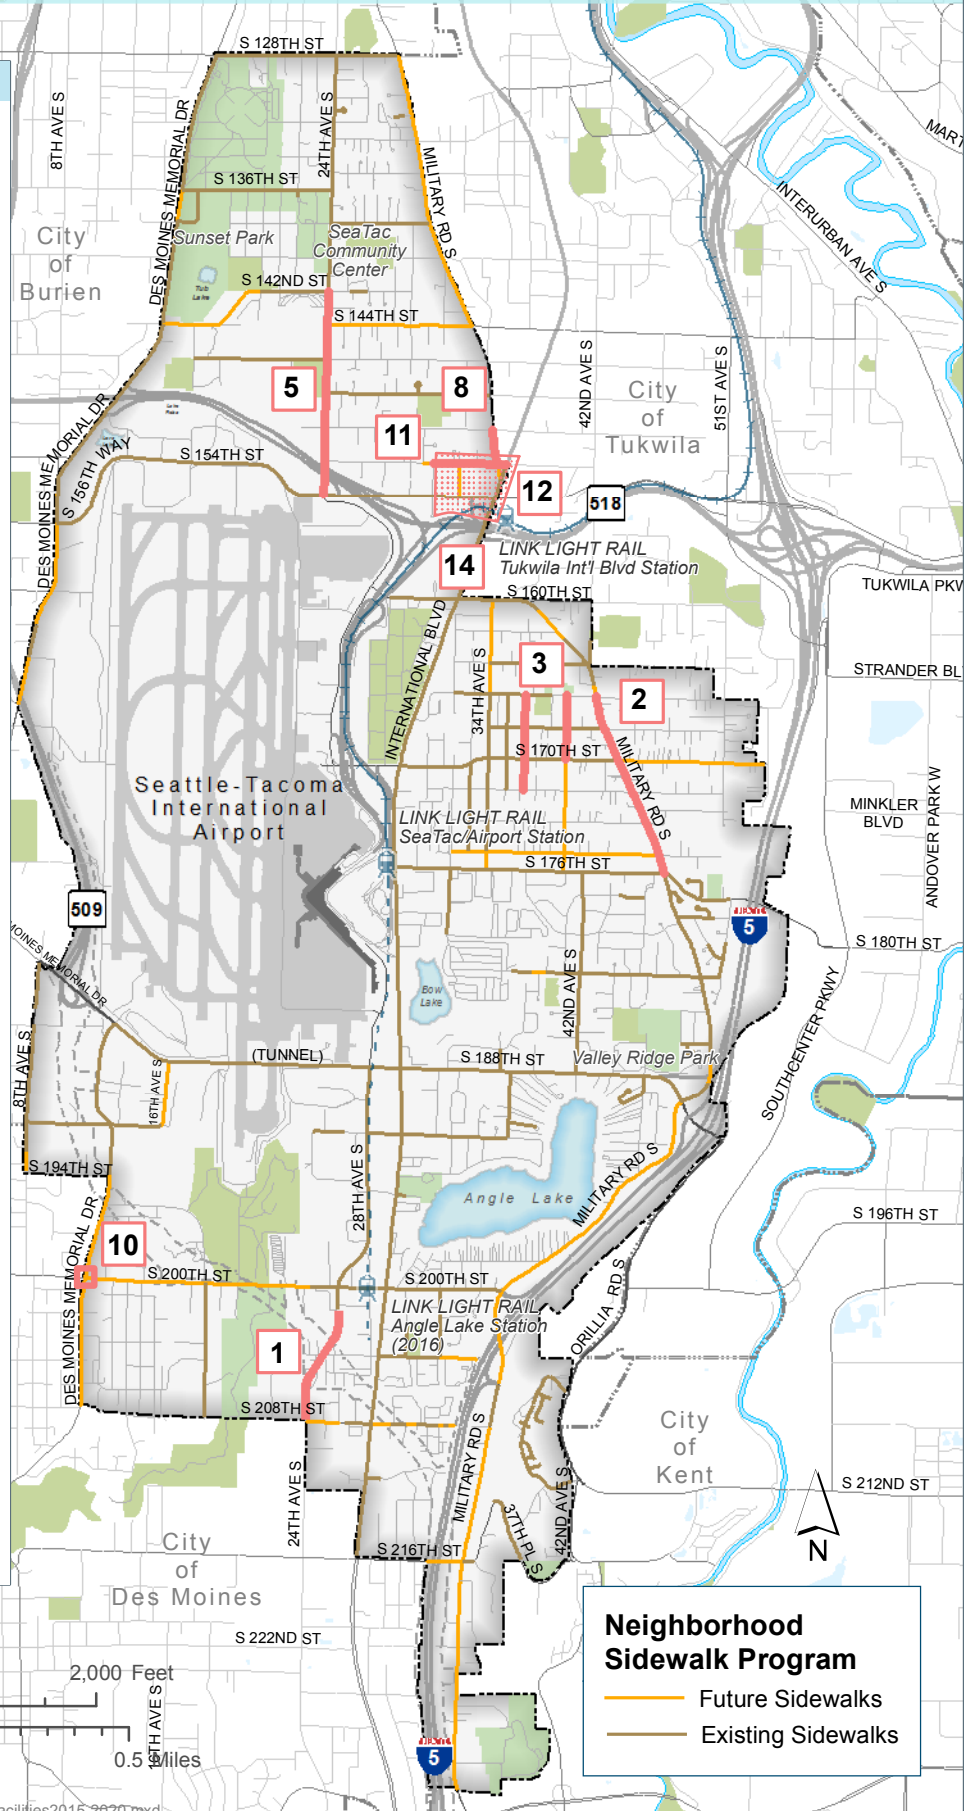 S 128TH ST
8TH AVE S
DES MOINES MEMORIAL DR
24TH AVE S
MILITARY RD S
INTERURBAN AVE S
S 136TH ST
City
of
Burien
Sunset Park
SeaTac
Community
Center
Tub
Lake
S 142ND ST
S 144TH ST
42ND AVE S
51ST AVE S
City
of
Tukwila
5
8
11
12
14
518
DES MOINES MEMORIAL DR
S 156TH WAY
S 154TH ST
LINK LIGHT RAIL
Tukwila Int'l Blvd Station
S 160TH ST
TUKWILA PKW
STRANDER BL
INTERNATIONAL BLVD
34TH AVE S
3
2
S 170TH ST
MILITARY RD S
Seattle-Tacoma
International
Airport
LINK LIGHT RAIL
SeaTac/Airport Station
S 176TH ST
MINKLER
BLVD
ANDOVER PARK W
509
5
S 180TH ST
MOINES MEMORIAL DR
Bow
Lake
42ND AVE S
SOUTHCENTER PKWY
8TH AVE S
16TH AVE S
(TUNNEL)
S 188TH ST
Valley Ridge Park
S 194TH ST
28TH AVE S
Angle Lake
MILITARY RD S
S 196TH ST
10
DES MOINES MEMORIAL DR
S 200TH ST
S 200TH ST
LINK LIGHT RAIL
Angle Lake Station
(2016)
ORILLIA RD S
1
S 208TH ST
City
of
Kent
MILITARY RD S
24TH AVE S
42ND AVE S
37TH PL S
S 212ND ST
S 216TH ST
N
City
of
Des Moines
S 222ND ST
2,000 Feet
0.5 Miles
5
Neighborhood
Sidewalk Program
Future Sidewalks
Existing Sidewalks